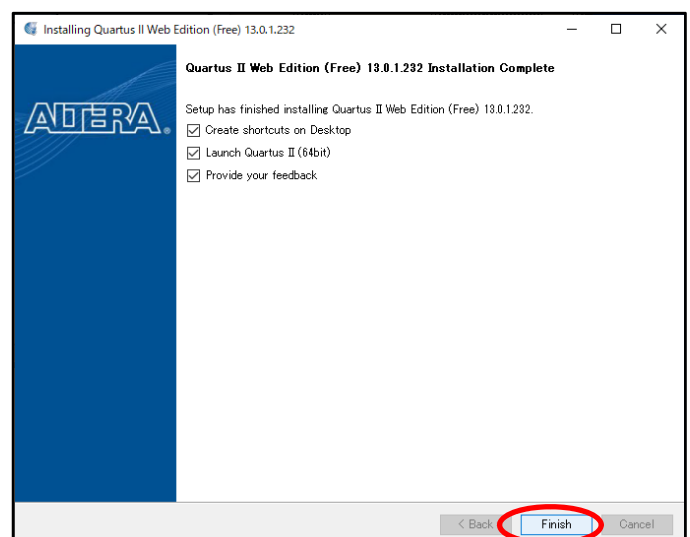 Installing Quartus II Web Edition (Free) 13.0.1.232
Quartus II Web Edition (Free) 13.0.1.232 Installation Complete
ALTERA®
Setup has finished installing Quartus II Web Edition (Free) 13.0.1.232.
Create shortcuts on Desktop
Launch Quartus II (64bit)
Provide your feedback
< Back
Finish
Cancel